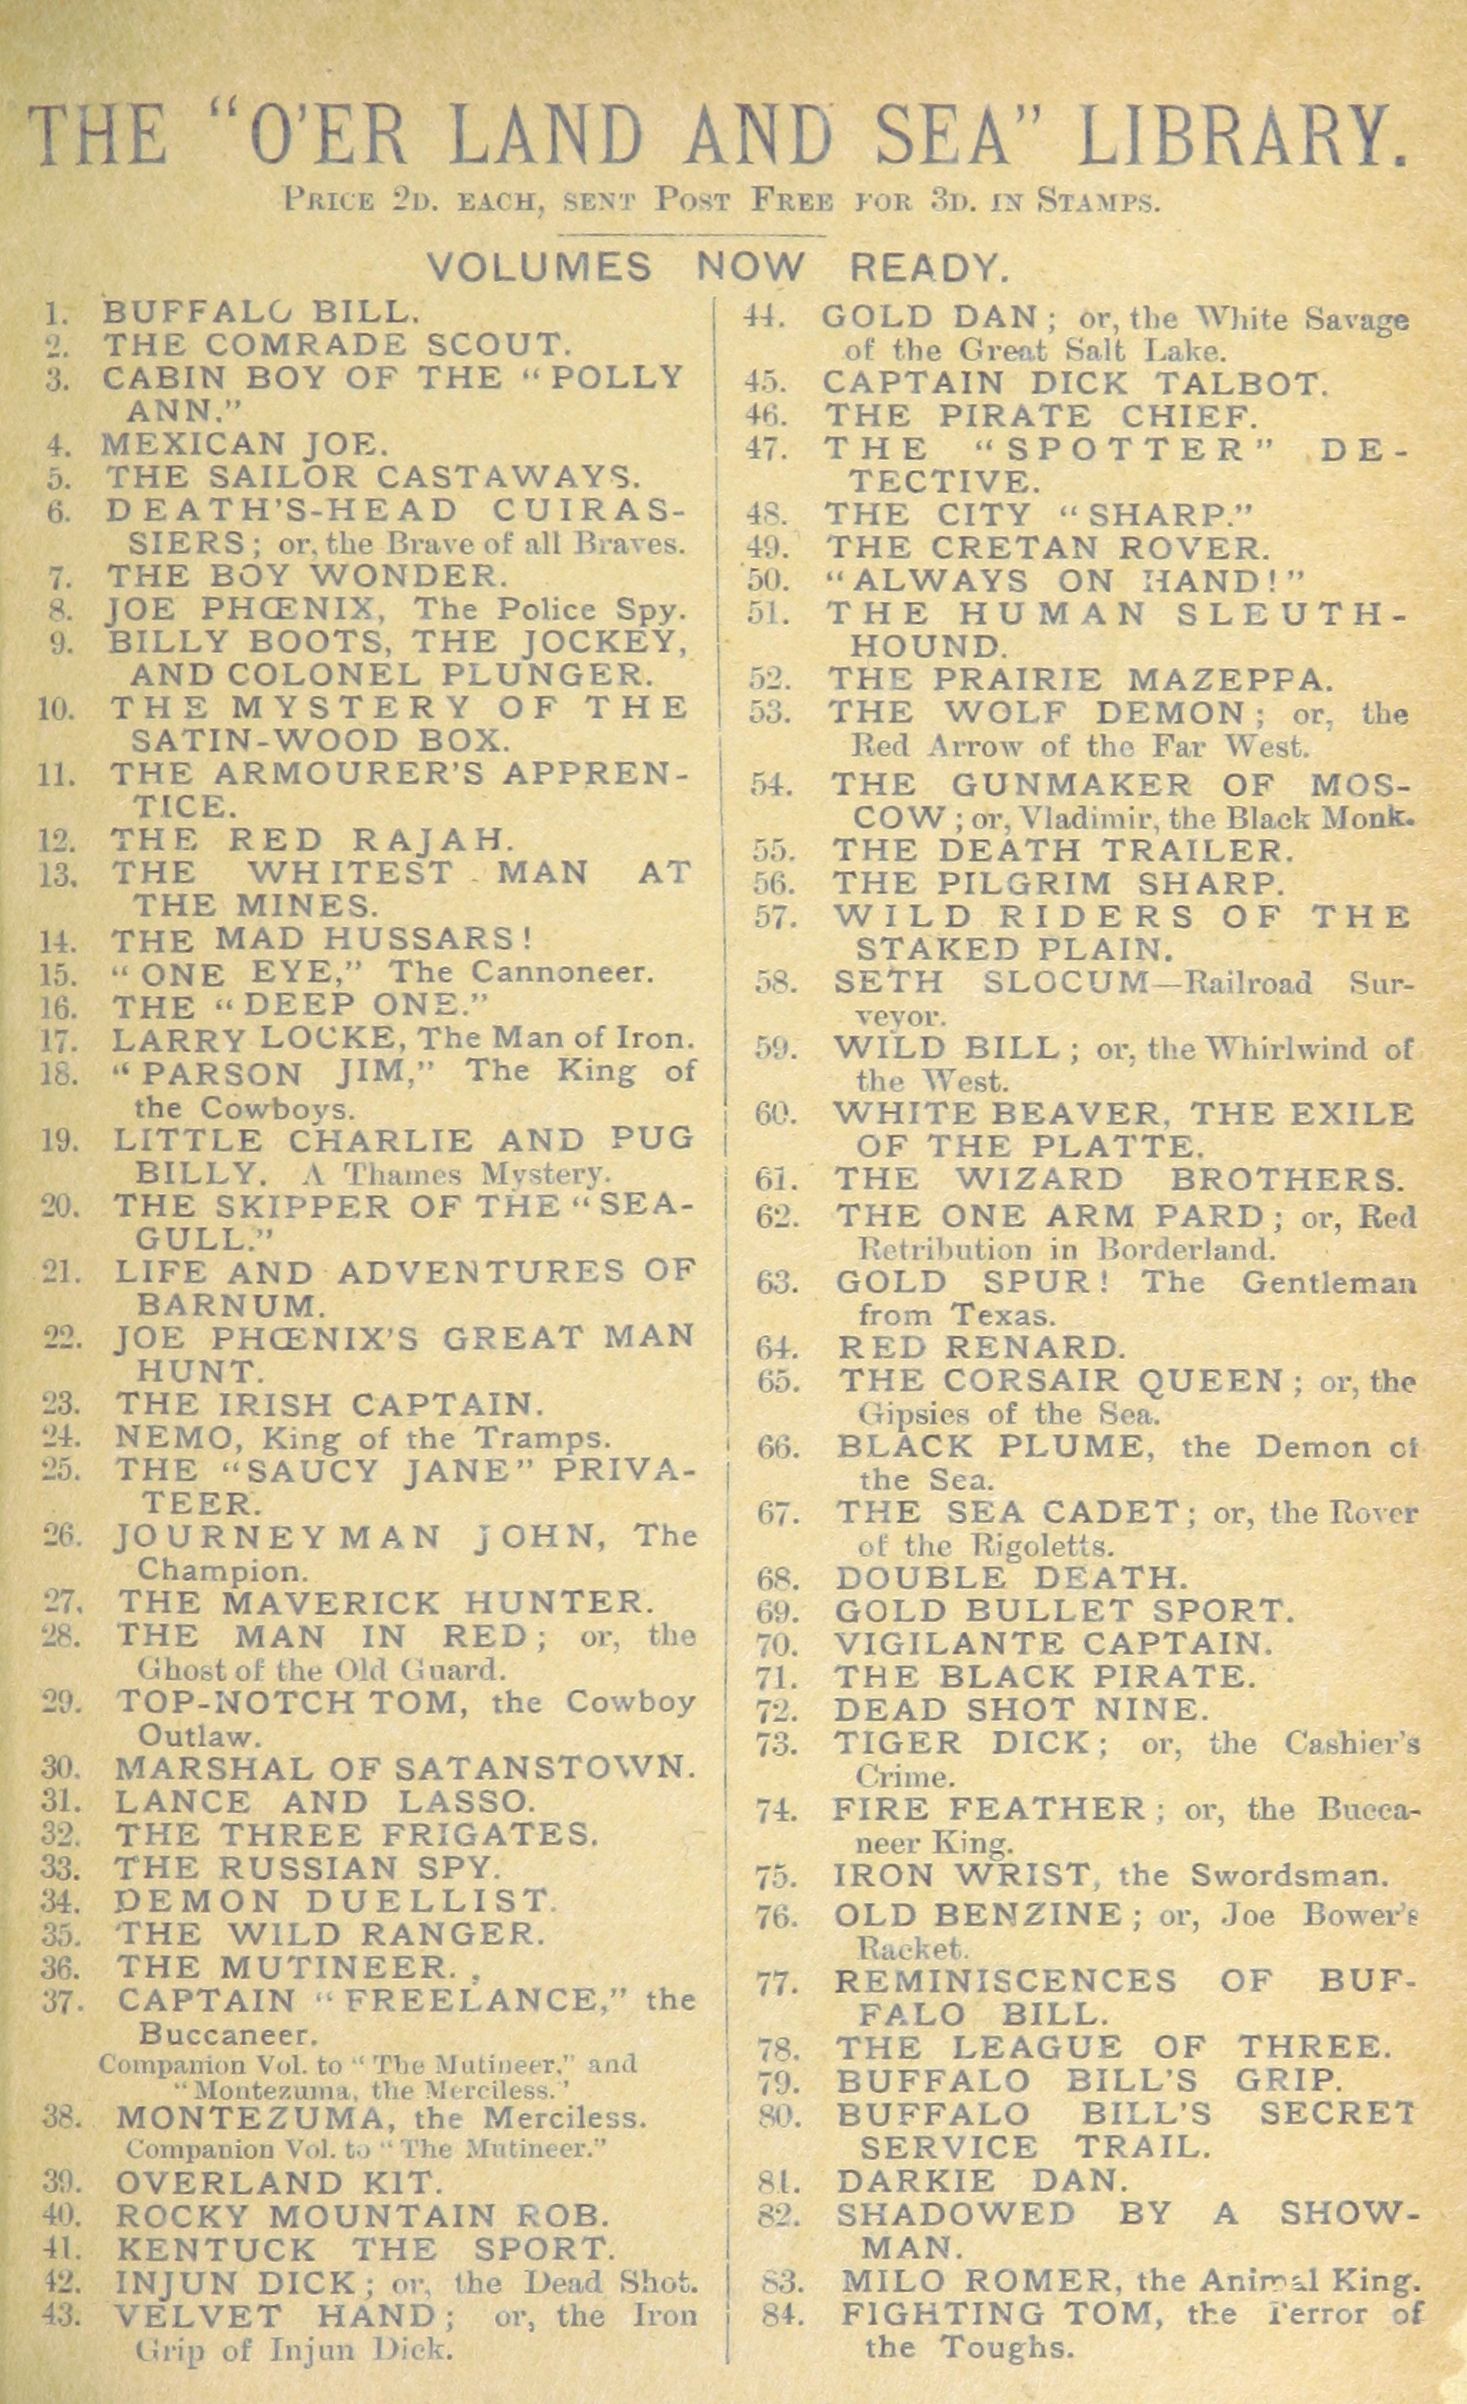 THE "O'ER LAND AND SEA" LIBRARY.
PRICE 2D. EACH, SENT POST FREE FOR 3D. IN STAMPS.
VOLUMES NOW READY.
1. BUFFALO BILL.
2. THE COMRADE SCOUT.
3. CABIN BOY OF THE "POLLY
ANN."
4. MEXICAN JOE.
5. THE SAILOR CASTAWAYS.
6. DEATH'S-HEAD CUIRAS-
SIERS; or, the Brave of all Braves.
7. THE BOY WONDER.
8. JOE PHŒNIX, The Police Spy.
9. BILLY BOOTS, THE JOCKEY,
AND COLONEL PLUNGER.
10. THE MYSTERY OF THE
SATIN-WOOD BOX.
11. THE ARMOURER'S APPREN-
TICE.
12. THE RED RAJAH.
13. THE WHITEST MAN AT
THE MINES.
14. THE MAD HUSSARS!
15. "ONE EYE," The Cannoneer.
16. THE "DEEP ONE."
17. LARRY LOCKE, The Man of Iron.
18. "PARSON JIM," The King of
the Cowboys.
19. LITTLE CHARLIE AND PUG
BILLY. A Thames Mystery.
20. THE SKIPPER OF THE "SEA-
GULL."
21. LIFE AND ADVENTURES OF
BARNUM.
22. JOE PHŒNIX'S GREAT MAN
HUNT.
23. THE IRISH CAPTAIN.
24. NEMO, King of the Tramps.
25. THE "SAUCY JANE" PRIVA-
TEER.
26. JOURNEYMAN JOHN, The
Champion.
27. THE MAVERICK HUNTER.
28. THE MAN IN RED; or, the
Ghost of the Old Guard.
29. TOP-NOTCH TOM, the Cowboy
Outlaw.
30. MARSHAL OF SATANSTOWN.
31. LANCE AND LASSO.
32. THE THREE FRIGATES.
33. THE RUSSIAN SPY.
34. DEMON DUELLIST.
35. THE WILD RANGER.
36. THE MUTINEER.
37. CAPTAIN "FREELANCE," the
Buccaneer.
Companion Vol. to "The Mutineer," and
"Montezuma, the Merciless."
38. MONTEZUMA, the Merciless.
Companion Vol. to "The Mutineer."
39. OVERLAND KIT.
40. ROCKY MOUNTAIN ROB.
41. KENTUCK THE SPORT.
42. INJUN DICK; or, the Dead Shot.
43. VELVET HAND; or, the Iron
Grip of Injun Dick.
44. GOLD DAN; or, the White Savage
of the Great Salt Lake.
45. CAPTAIN DICK TALBOT.
46. THE PIRATE CHIEF.
47. THE "SPOTTER" DE-
TECTIVE.
48. THE CITY "SHARP."
49. THE CRETAN ROVER.
50. "ALWAYS ON HAND!"
51. THE HUMAN SLEUTH-
HOUND.
52. THE PRAIRIE MAZEPPA.
53. THE WOLF DEMON; or, the
Red Arrow of the Far West.
54. THE GUNMAKER OF MOS-
COW; or, Vladimir, the Black Monk.
55. THE DEATH TRAILER.
56. THE PILGRIM SHARP.
57. WILD RIDERS OF THE
STAKED PLAIN.
58. SETH SLOCUM—Railroad Sur-
veyor.
59. WILD BILL; or, the Whirlwind of
the West.
60. WHITE BEAVER, THE EXILE
OF THE PLATTE.
61. THE WIZARD BROTHERS.
62. THE ONE ARM PARD; or, Red
Retribution in Borderland.
63. GOLD SPUR! The Gentleman
from Texas.
64. RED RENARD.
65. THE CORSAIR QUEEN; or, the
Gipsies of the Sea.
66. BLACK PLUME, the Demon of
the Sea.
67. THE SEA CADET; or, the Rover
of the Rigoletts.
68. DOUBLE DEATH.
69. GOLD BULLET SPORT.
70. VIGILANTE CAPTAIN.
71. THE BLACK PIRATE.
72. DEAD SHOT NINE.
73. TIGER DICK; or, the Cashier's
Crime.
74. FIRE FEATHER; or, the Bucca-
neer King.
75. IRON WRIST, the Swordsman.
76. OLD BENZINE; or, Joe Bower's
Racket.
77. REMINISCENCES OF BUF-
FALO BILL.
78. THE LEAGUE OF THREE.
79. BUFFALO BILL'S GRIP.
80. BUFFALO BILL'S SECRET
SERVICE TRAIL.
81. DARKIE DAN.
82. SHADOWED BY A SHOW-
MAN.
83. MILO ROMER, the Animal King.
84. FIGHTING TOM, the Terror of
the Toughs.